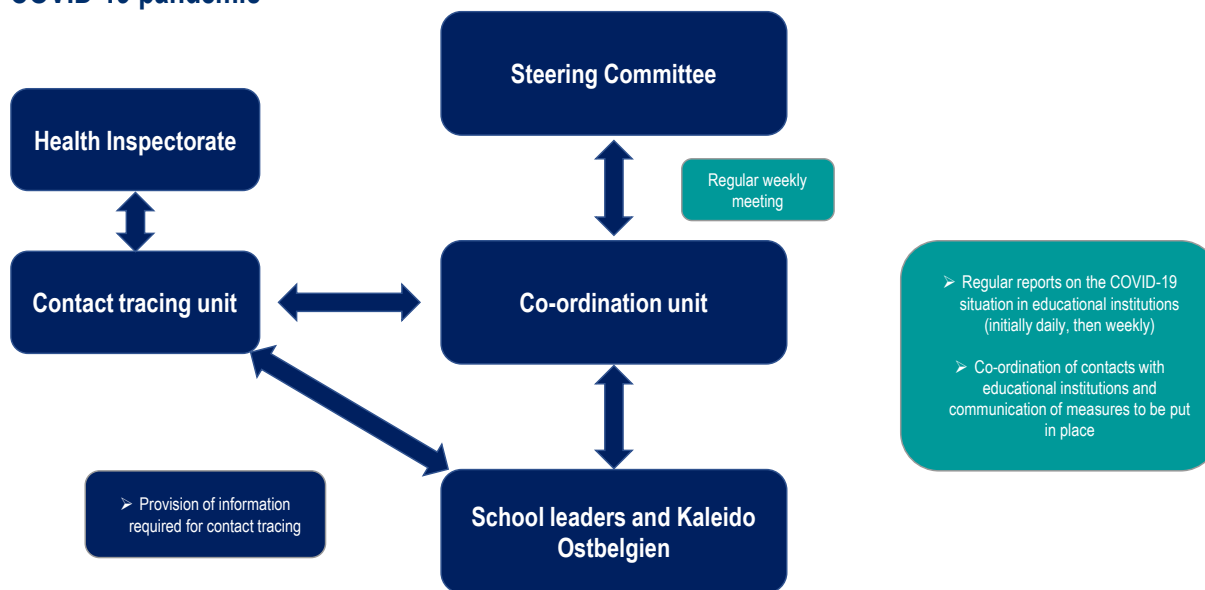 COVID-19 pandemic
Steering Committee
Health Inspectorate
Regular weekly
meeting
Contact tracing unit
Co-ordination unit
➢ Regular reports on the COVID-19
situation in educational institutions
(initially daily, then weekly)
➢ Co-ordination of contacts with
educational institutions and
communication of measures to be put
in place
➢ Provision of information
required for contact tracing
School leaders and Kaleido
Ostbelgien